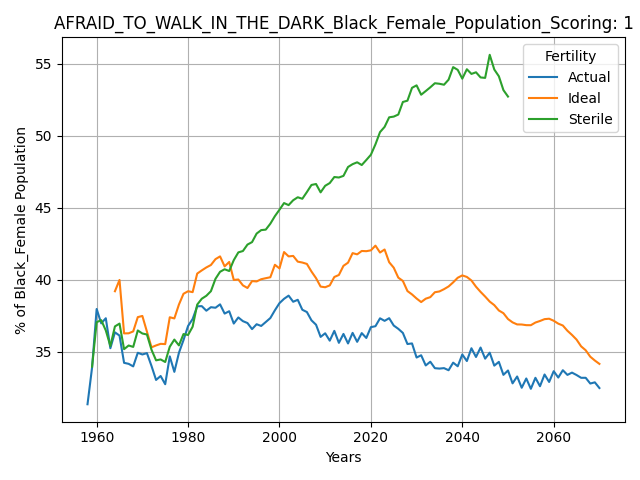 AFRAID_TO_WALK_IN_THE_DARK_Black_Female_Population_Scoring: 1
% of Black_Female Population
55
50
45
40
35
Fertility
Actual
Ideal
Sterile
1960
1980
2000
2020
2040
2060
Years